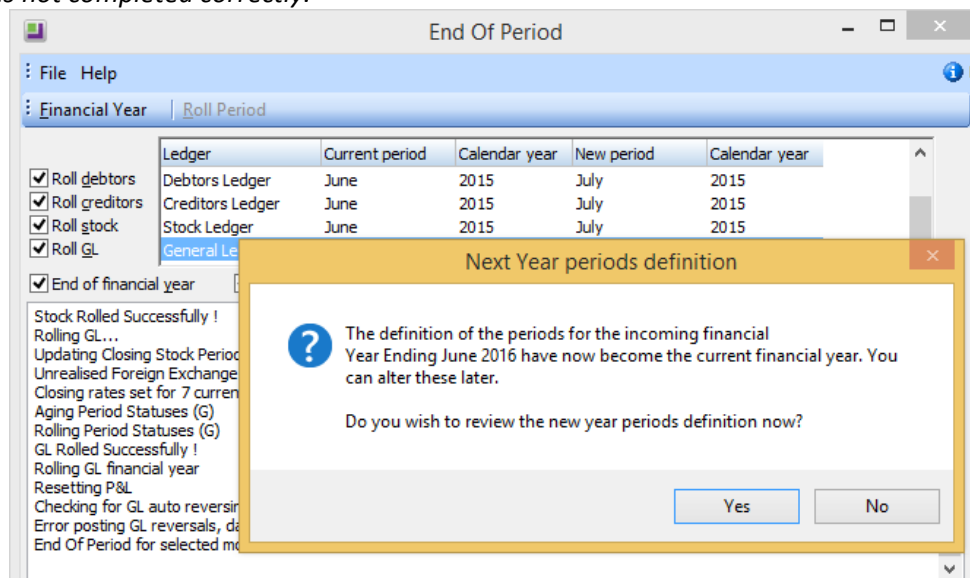 not completed correctly.
End Of Period
File Help
Financial Year Roll Period
Ledger Current period Calendar year New period Calendar year
Roll debtors Debtors Ledger June 2015 July 2015
Roll creditors Creditors Ledger June 2015 July 2015
Roll stock Stock Ledger June 2015 July 2015
Roll GL General Le
End of financial year
Next Year periods definition
Stock Rolled Succ
Rolling GL...
Updating Closing Stock Period
Unrealised Foreign Exchange
Closing rates set for 7 curren
Aging Period Statuses (G)
Rolling Period Statuses (G)
GL Rolled Successfully !
Rolling GL financial year
Resetting P&L
Checking for GL auto reversin
Error posting GL reversals, da
End Of Period for selected mo
The definition of the periods for the incoming financial
Year Ending June 2016 have now become the current financial year. You
can alter these later.
Do you wish to review the new year periods definition now?
Yes No